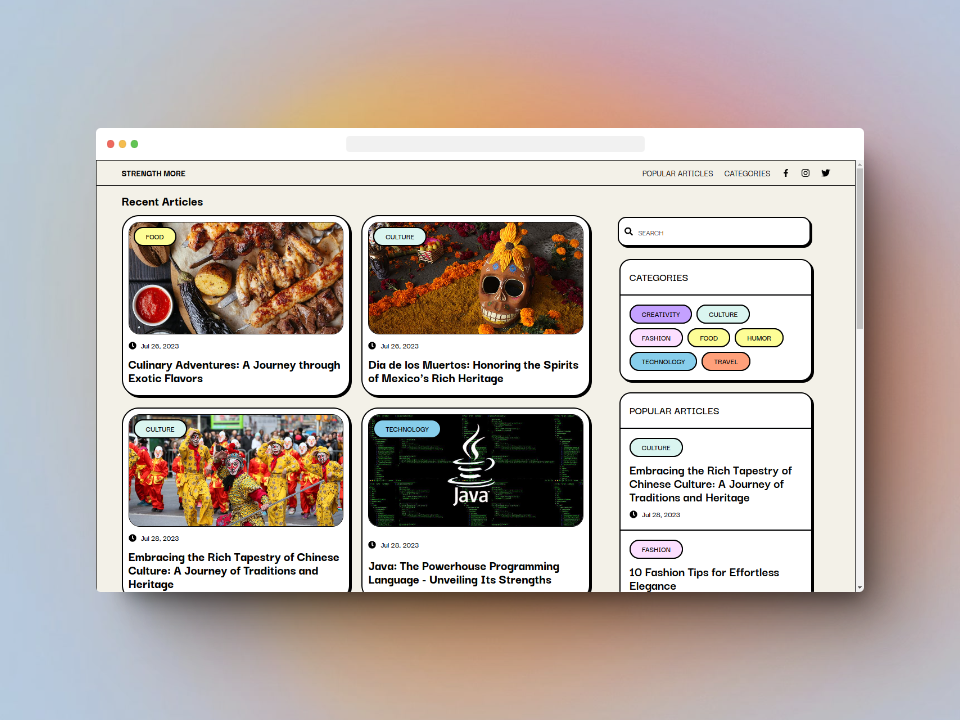 STRENGTH MORE
POPULAR ARTICLES
CATEGORIES
Recent Articles
FOOD
Jul 26, 2023
Culinary Adventures: A Journey through
Exotic Flavors
CULTURE
Jul 26, 2023
Dia de los Muertos: Honoring the Spirits
of Mexico's Rich Heritage
CULTURE
Jul 28, 2023
Embracing the Rich Tapestry of Chinese
Culture: A Journey of Traditions and
Heritage
TECHNOLOGY
Java
Jul 28, 2023
Java: The Powerhouse Programming
Language - Unveiling Its Strengths
SEARCH
CATEGORIES
CREATIVITY
CULTURE
FASHION
FOOD
HUMOR
TECHNOLOGY
TRAVEL
POPULAR ARTICLES
CULTURE
Embracing the Rich Tapestry of
Chinese Culture: A Journey of
Traditions and Heritage
Jul 28, 2023
FASHION
10 Fashion Tips for Effortless
Elegance